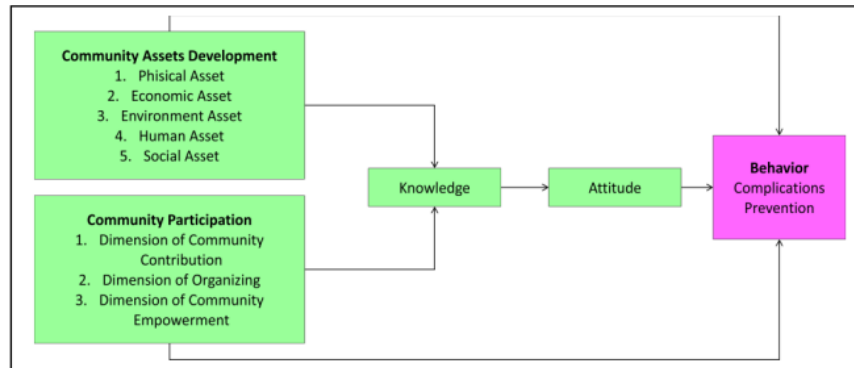 Community Assets Development
1. Phisical Asset
2. Economic Asset
3. Environment Asset
4. Human Asset
5. Social Asset
Community Participation
1. Dimension of Community
Contribution
2. Dimension of Organizing
3. Dimension of Community
Empowerment
Knowledge
Attitude
Behavior
Complications
Prevention